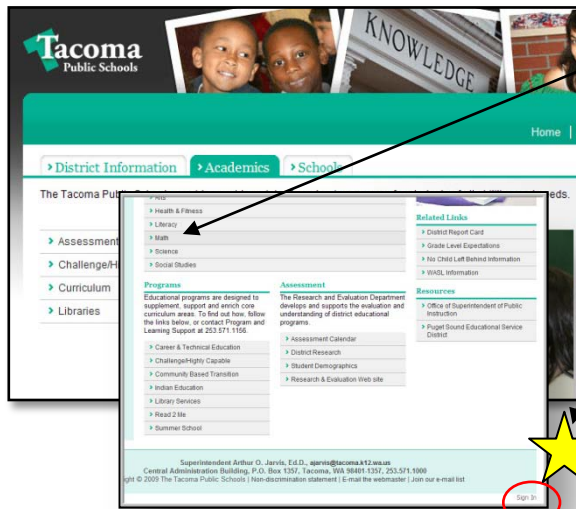 Tacoma
Public Schools
KNOWLEDGE
Home |
District Information
Academics
Schools
The Tacoma Pub
eds.
Assessment
Challenge/Hi
Curriculum
Libraries
Arts
Health & Fitness
Literacy
Math
Science
Social Studies
Programs
Educational programs are designed to
supplement, support and enrich core
curriculum areas. To find out how, follow
the links below, or contact Program and
Learning Support at 253.571.1156.
Career & Technical Education
Challenge/Highly Capable
Community Based Transition
Indian Education
Library Services
Read 2 Me
Summer School
Assessment
The Research and Evaluation Department
develops and supports the evaluation and
understanding of district educational
programs.
Assessment Calendar
District Research
Student Demographics
Research & Evaluation Web site
Related Links
District Report Card
Grade Level Expectations
No Child Left Behind Information
WASL Information
Resources
Office of Superintendent of Public
Instruction
Puget Sound Educational Service
District
Superintendent Arthur O. Jarvis, Ed.D., ajarvis@tacoma.k12.wa.us
Central Administration Building, P.O. Box 1357, Tacoma, WA 98401-1357, 253.571.1000
ight © 2009 The Tacoma Public Schools | Non-discrimination statement | E-mail the webmaster | Join our e-mail list
Sign In